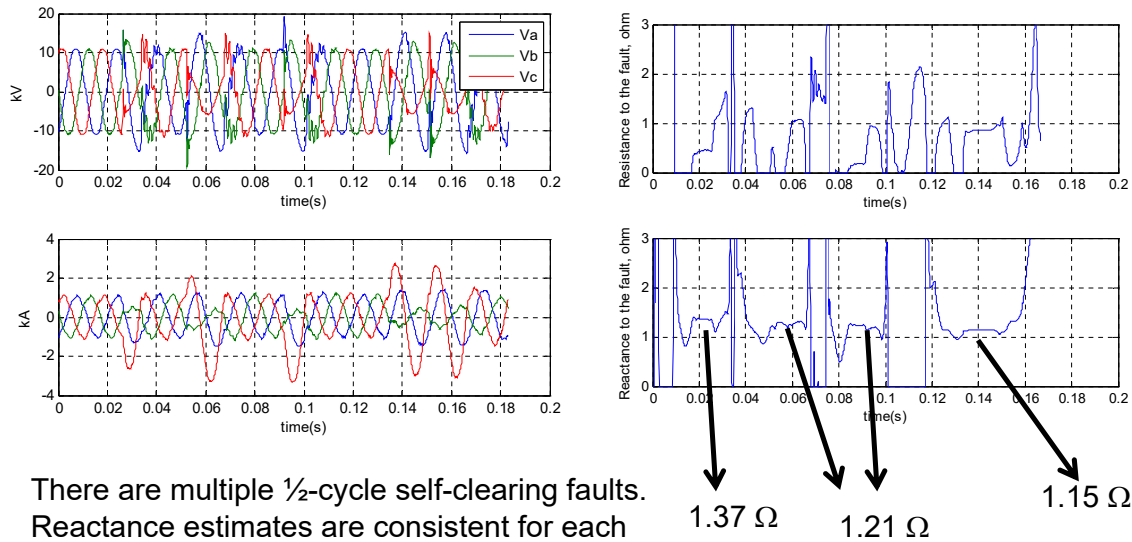 20
10
0
-10
-20
kV
Va
Vb
Vc
0 0.02 0.04 0.06 0.08 0.1 0.12 0.14 0.16 0.18 0.2
time(s)
4
2
0
-2
-4
kA
0 0.02 0.04 0.06 0.08 0.1 0.12 0.14 0.16 0.18 0.2
time(s)
3
2
1
0
Resistance to the fault, ohm
0 0.02 0.04 0.06 0.08 0.1 0.12 0.14 0.16 0.18 0.2
time(s)
3
2
1
0
Reactance to the fault, ohm
0 0.02 0.04 0.06 0.08 0.1 0.12 0.14 0.16 0.18 0.2
time(s)
There are multiple ½-cycle self-clearing faults.
Reactance estimates are consistent for each
1.37 Ω
1.21 Ω
1.15 Ω